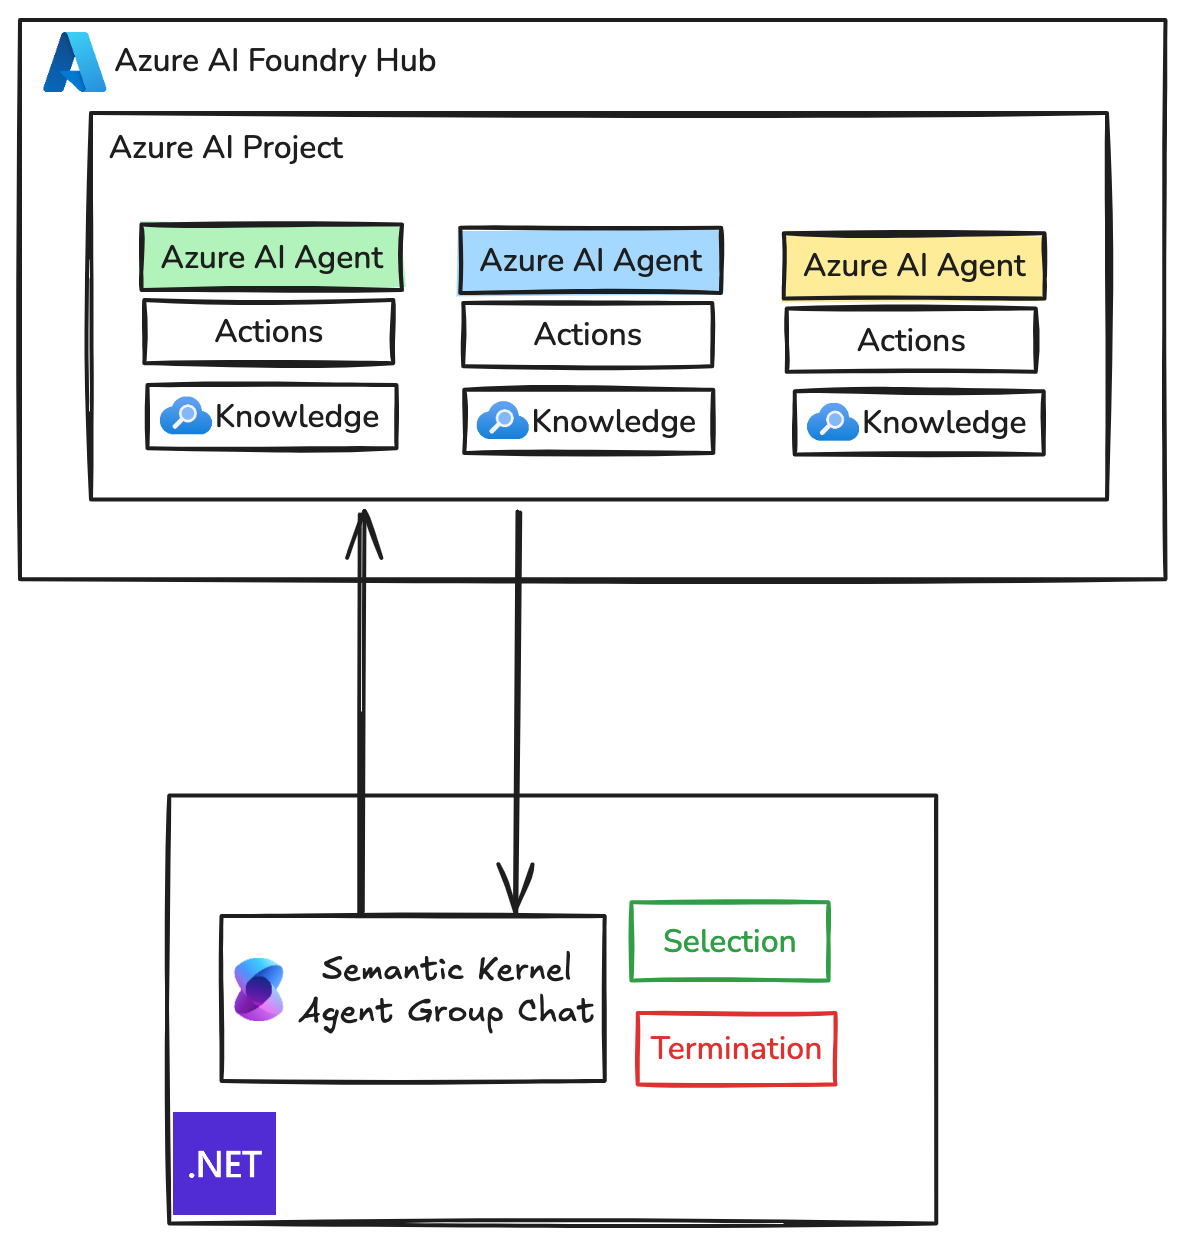 Azure AI Foundry Hub
Azure AI Project
Azure AI Agent
Actions
Knowledge
Azure AI Agent
Actions
Knowledge
Azure AI Agent
Actions
Knowledge
Semantic Kernel
Agent Group Chat
Selection
Termination
.NET